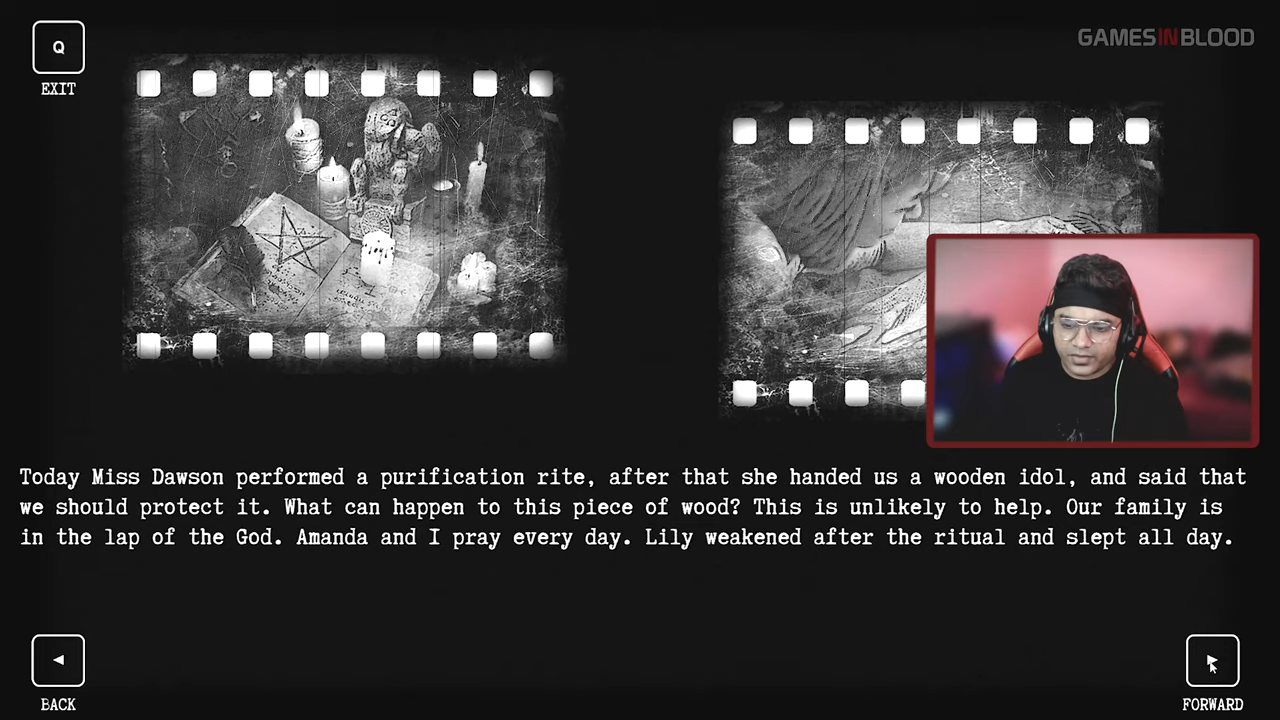 Q
EXIT
GAMESINBLOOD
Today Miss Dawson performed a purification rite, after that she handed us a wooden idol, and said that
we should protect it. What can happen to this piece of wood? This is unlikely to help. Our family is
in the lap of the God. Amanda and I pray every day. Lily weakened after the ritual and slept all day.
BACK
FORWARD